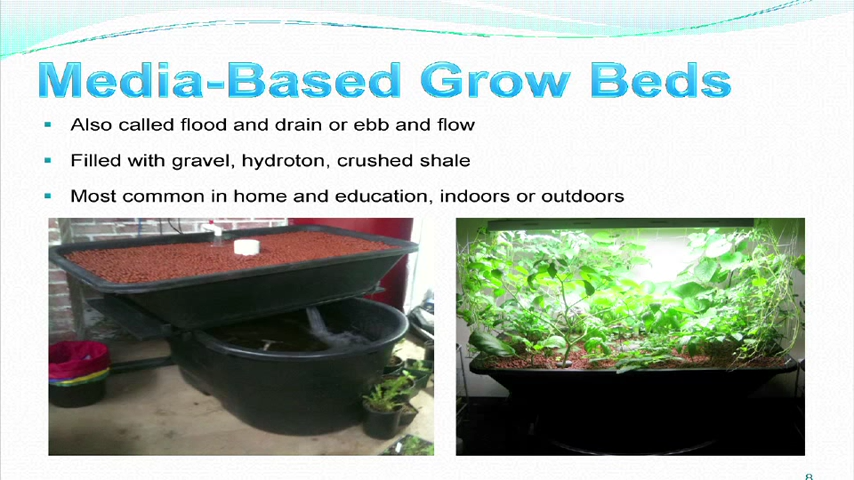 Media-Based Grow Beds
Also called flood and drain or ebb and flow
Filled with gravel, hydroton, crushed shale
Most common in home and education, indoors or outdoors
8